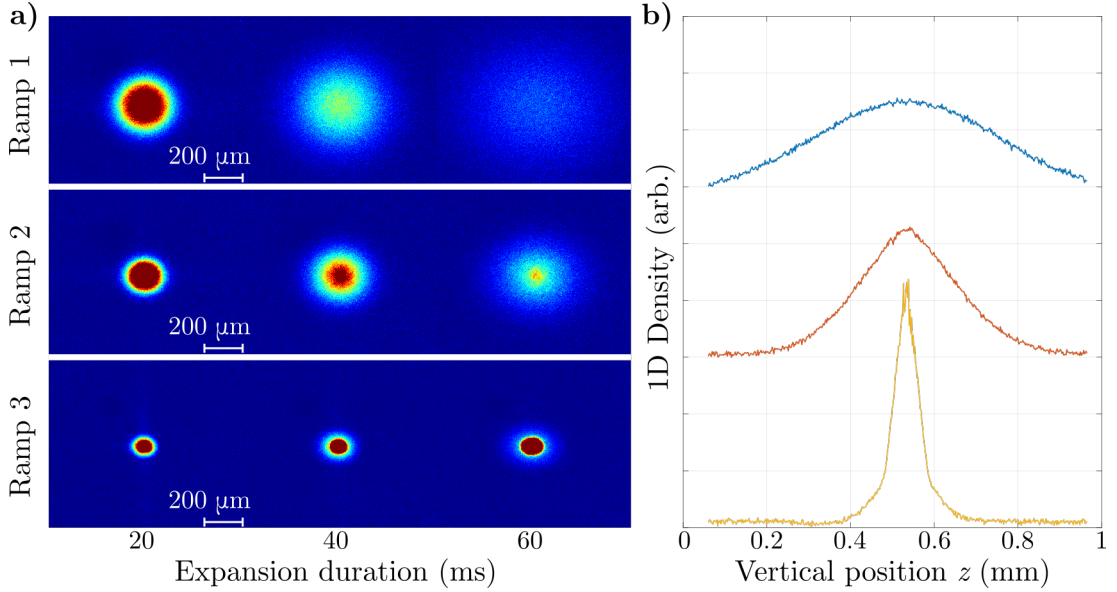 a)
Ramp 1
200 µm
Ramp 2
200 µm
Ramp 3
200 µm
20 40 60
Expansion duration (ms)
b)
1D Density (arb.)
0 0.2 0.4 0.6 0.8 1
Vertical position z (mm)